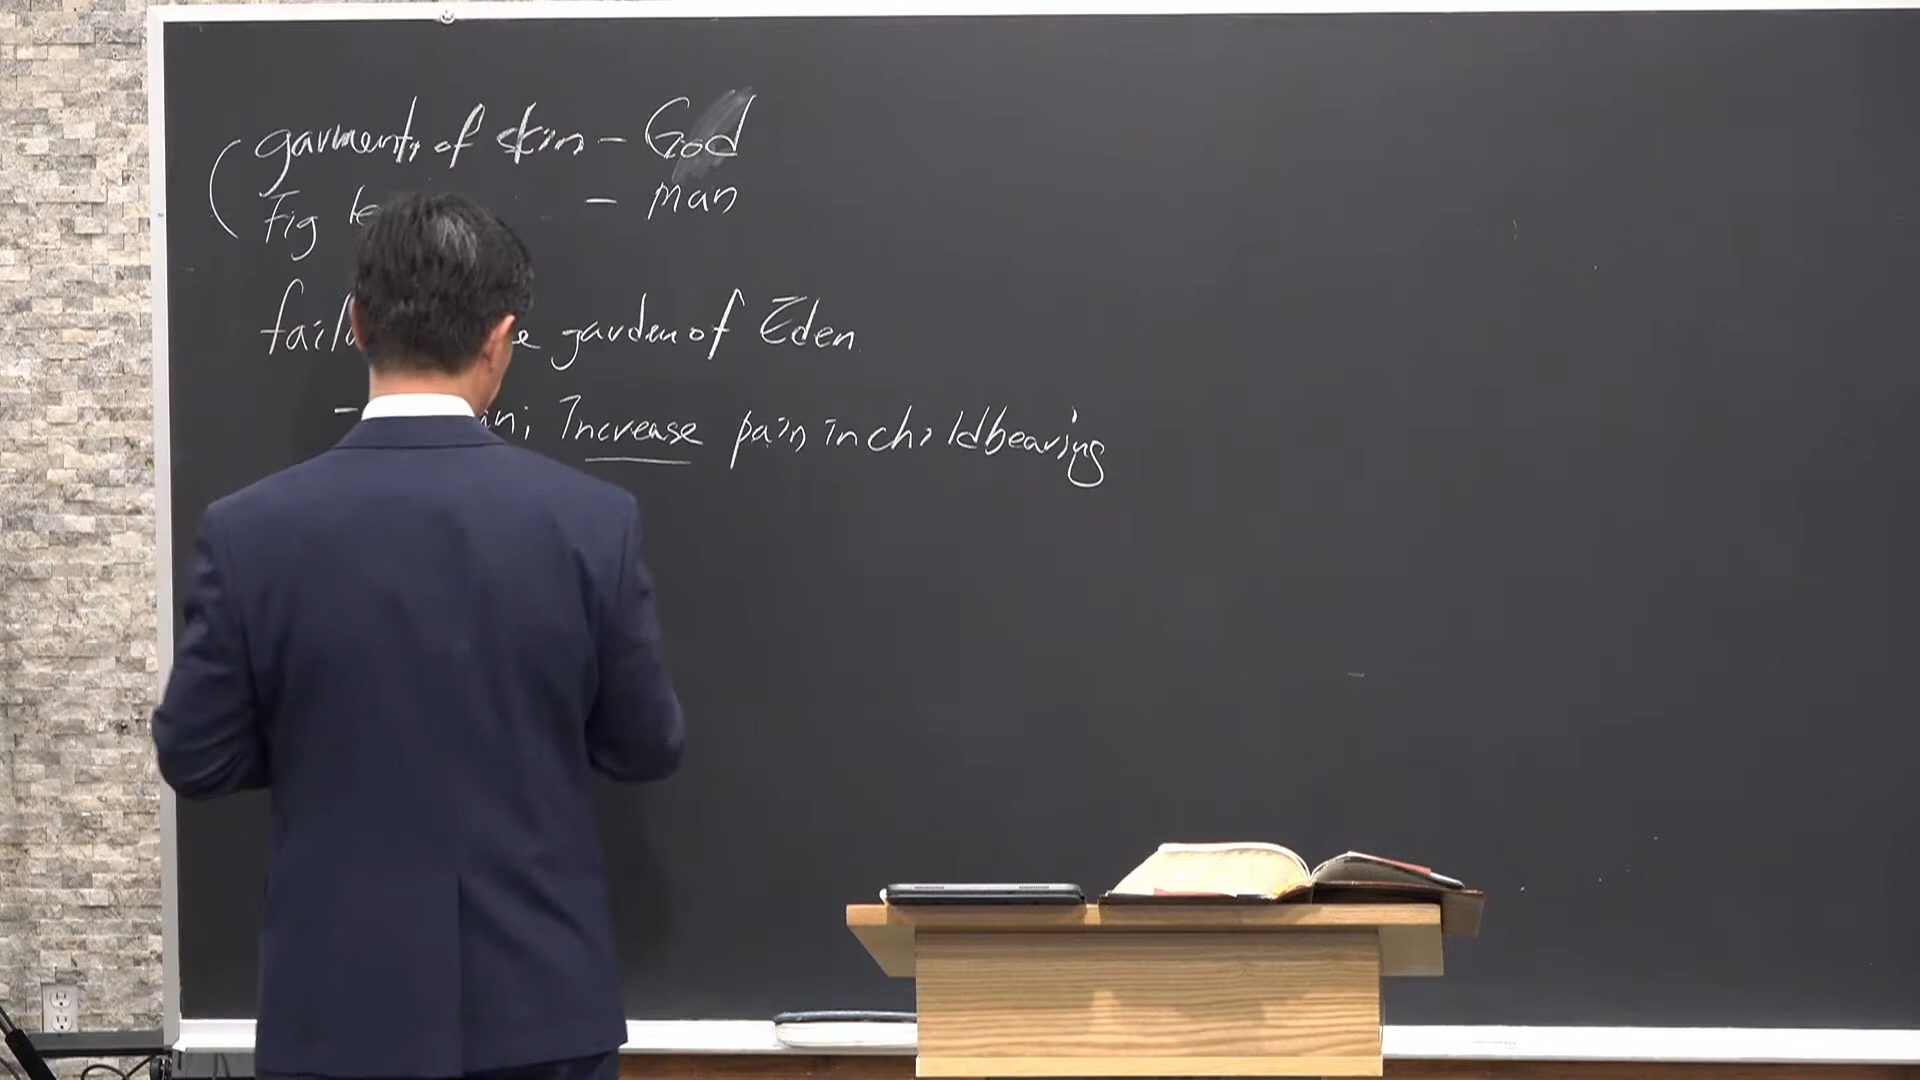 garments of skin - God
Fig - man
garden of Eden
- Increase pain in childbearing